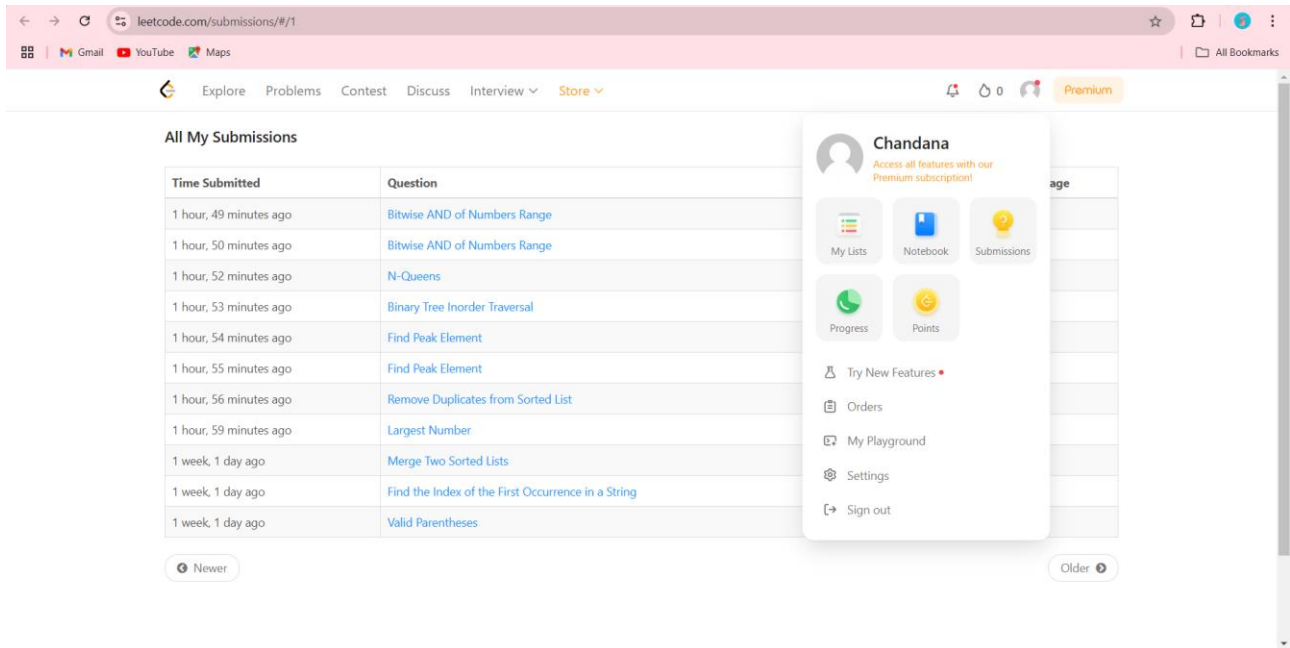 leetcode.com/submissions/#/1
Gmail YouTube Maps All Bookmarks
Explore Problems Contest Discuss Interview Store 0 Premium
All My Submissions
Time Submitted Question age
1 hour, 49 minutes ago Bitwise AND of Numbers Range
1 hour, 50 minutes ago Bitwise AND of Numbers Range
1 hour, 52 minutes ago N-Queens
1 hour, 53 minutes ago Binary Tree Inorder Traversal
1 hour, 54 minutes ago Find Peak Element
1 hour, 55 minutes ago Find Peak Element
1 hour, 56 minutes ago Remove Duplicates from Sorted List
1 hour, 59 minutes ago Largest Number
1 week, 1 day ago Merge Two Sorted Lists
1 week, 1 day ago Find the Index of the First Occurrence in a String
1 week, 1 day ago Valid Parentheses
Newer Older
Chandana
Access all features with our
Premium subscription!
My Lists Notebook Submissions
Progress Points
Try New Features
Orders
My Playground
Settings
Sign out